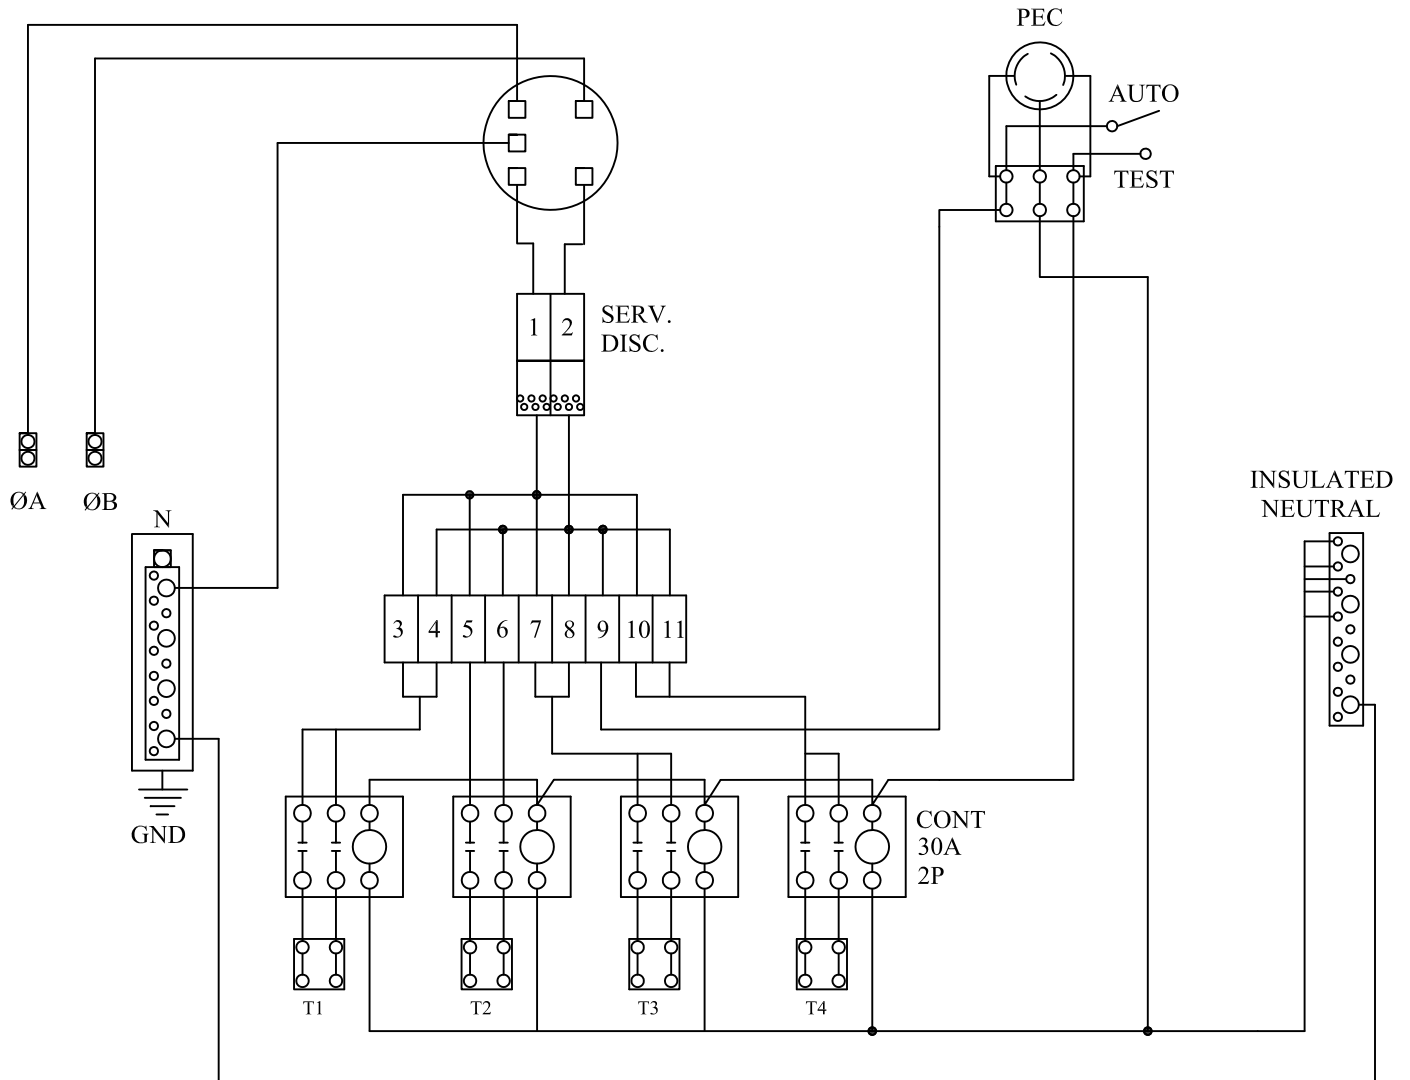 PEC
AUTO
TEST
1 2
SERV.
DISC.
ØA ØB
N
INSULATED
NEUTRAL
3 4 5 6 7 8 9 10 11
GND
CONT
30A
2P
T1 T2 T3 T4